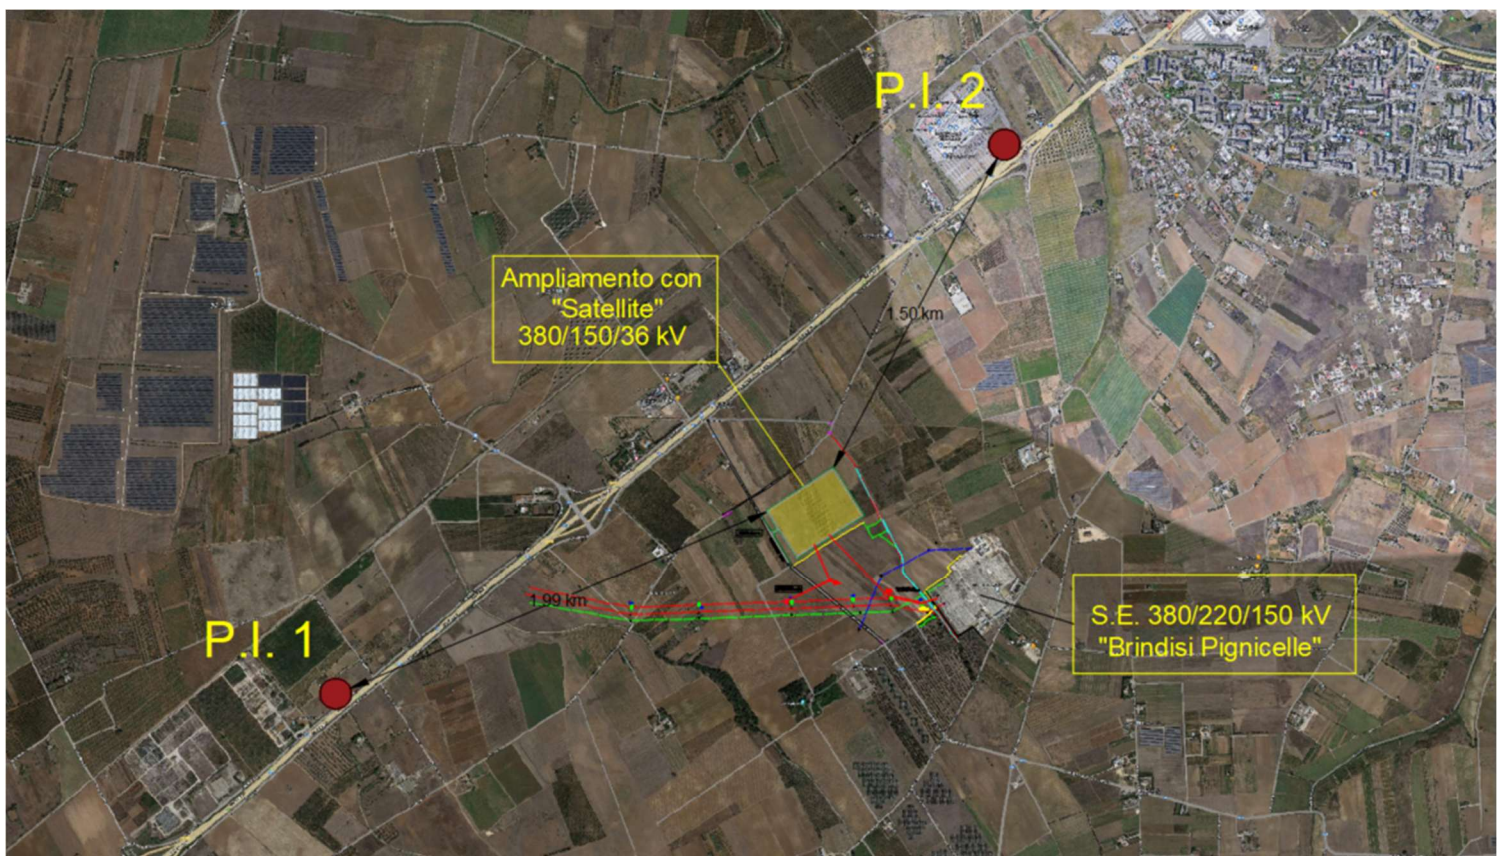 P.I. 2
Ampliamento con
"Satellite"
380/150/36 kV
1.50 km
1.99 km
P.I. 1
S.E. 380/220/150 kV
"Brindisi Pignicelle"